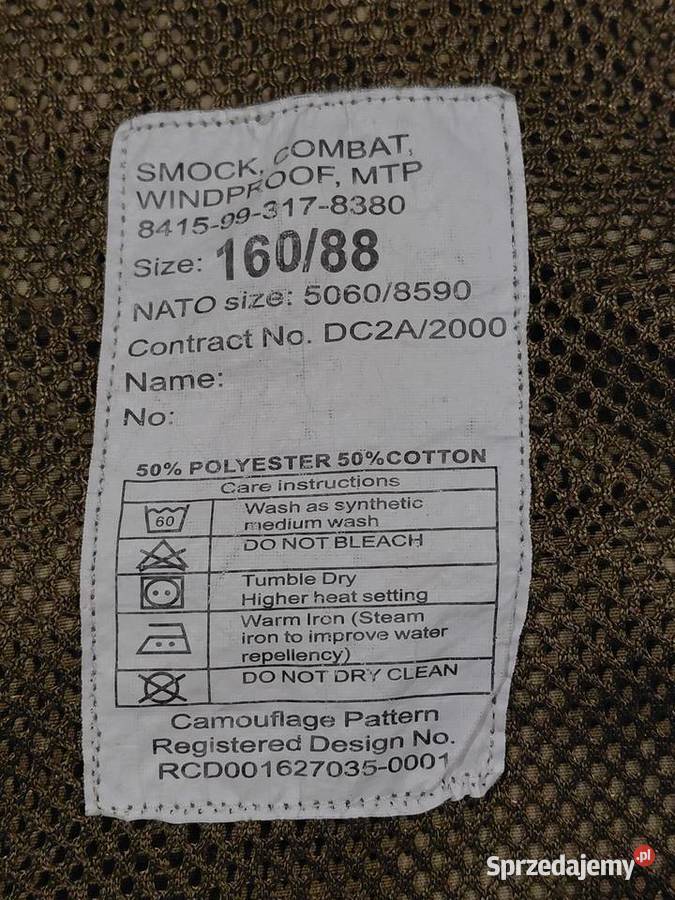 SMOCK, COMBAT,
WINDPROOF, MTP
8415-99-317-8380
Size: 160/88
NATO size: 5060/8590
Contract No. DC2A/2000
Name:
No:
50% POLYESTER 50%COTTON
Care instructions
60
Wash as synthetic
medium wash
DO NOT BLEACH
Tumble Dry
Higher heat setting
Warm Iron (Steam
iron to improve water
repellency)
DO NOT DRY CLEAN
Camouflage Pattern
Registered Design No.
RCD001627035-0001
Sprzedajemy.pl